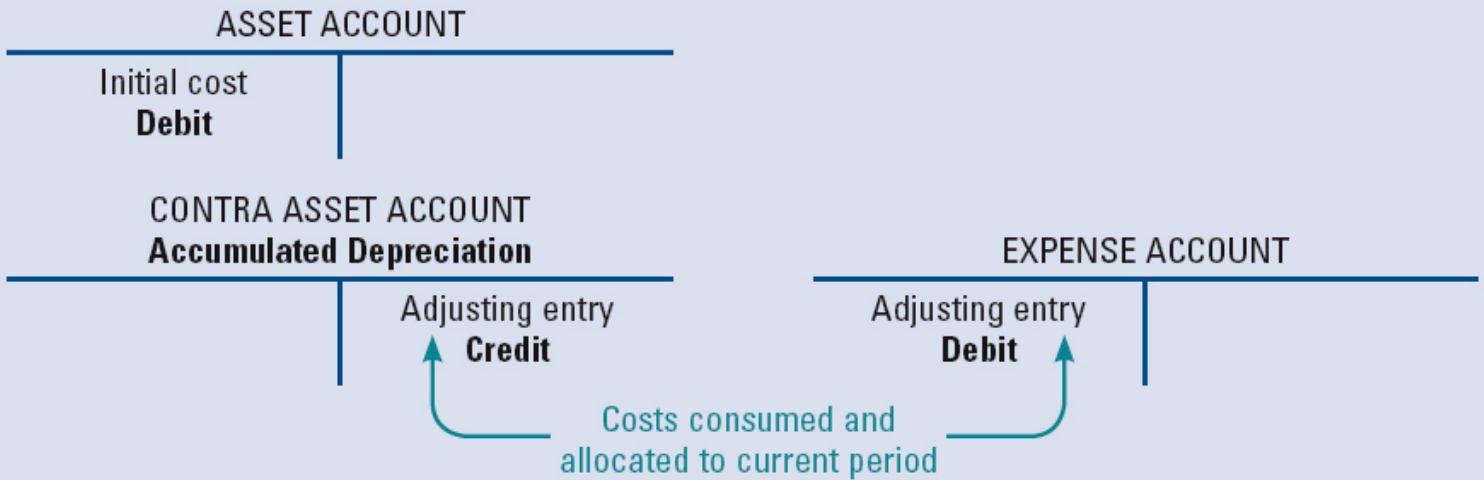 ASSET ACCOUNT
Initial cost
Debit
CONTRA ASSET ACCOUNT
Accumulated Depreciation
Adjusting entry
Credit
EXPENSE ACCOUNT
Adjusting entry
Debit
Costs consumed and
allocated to current period